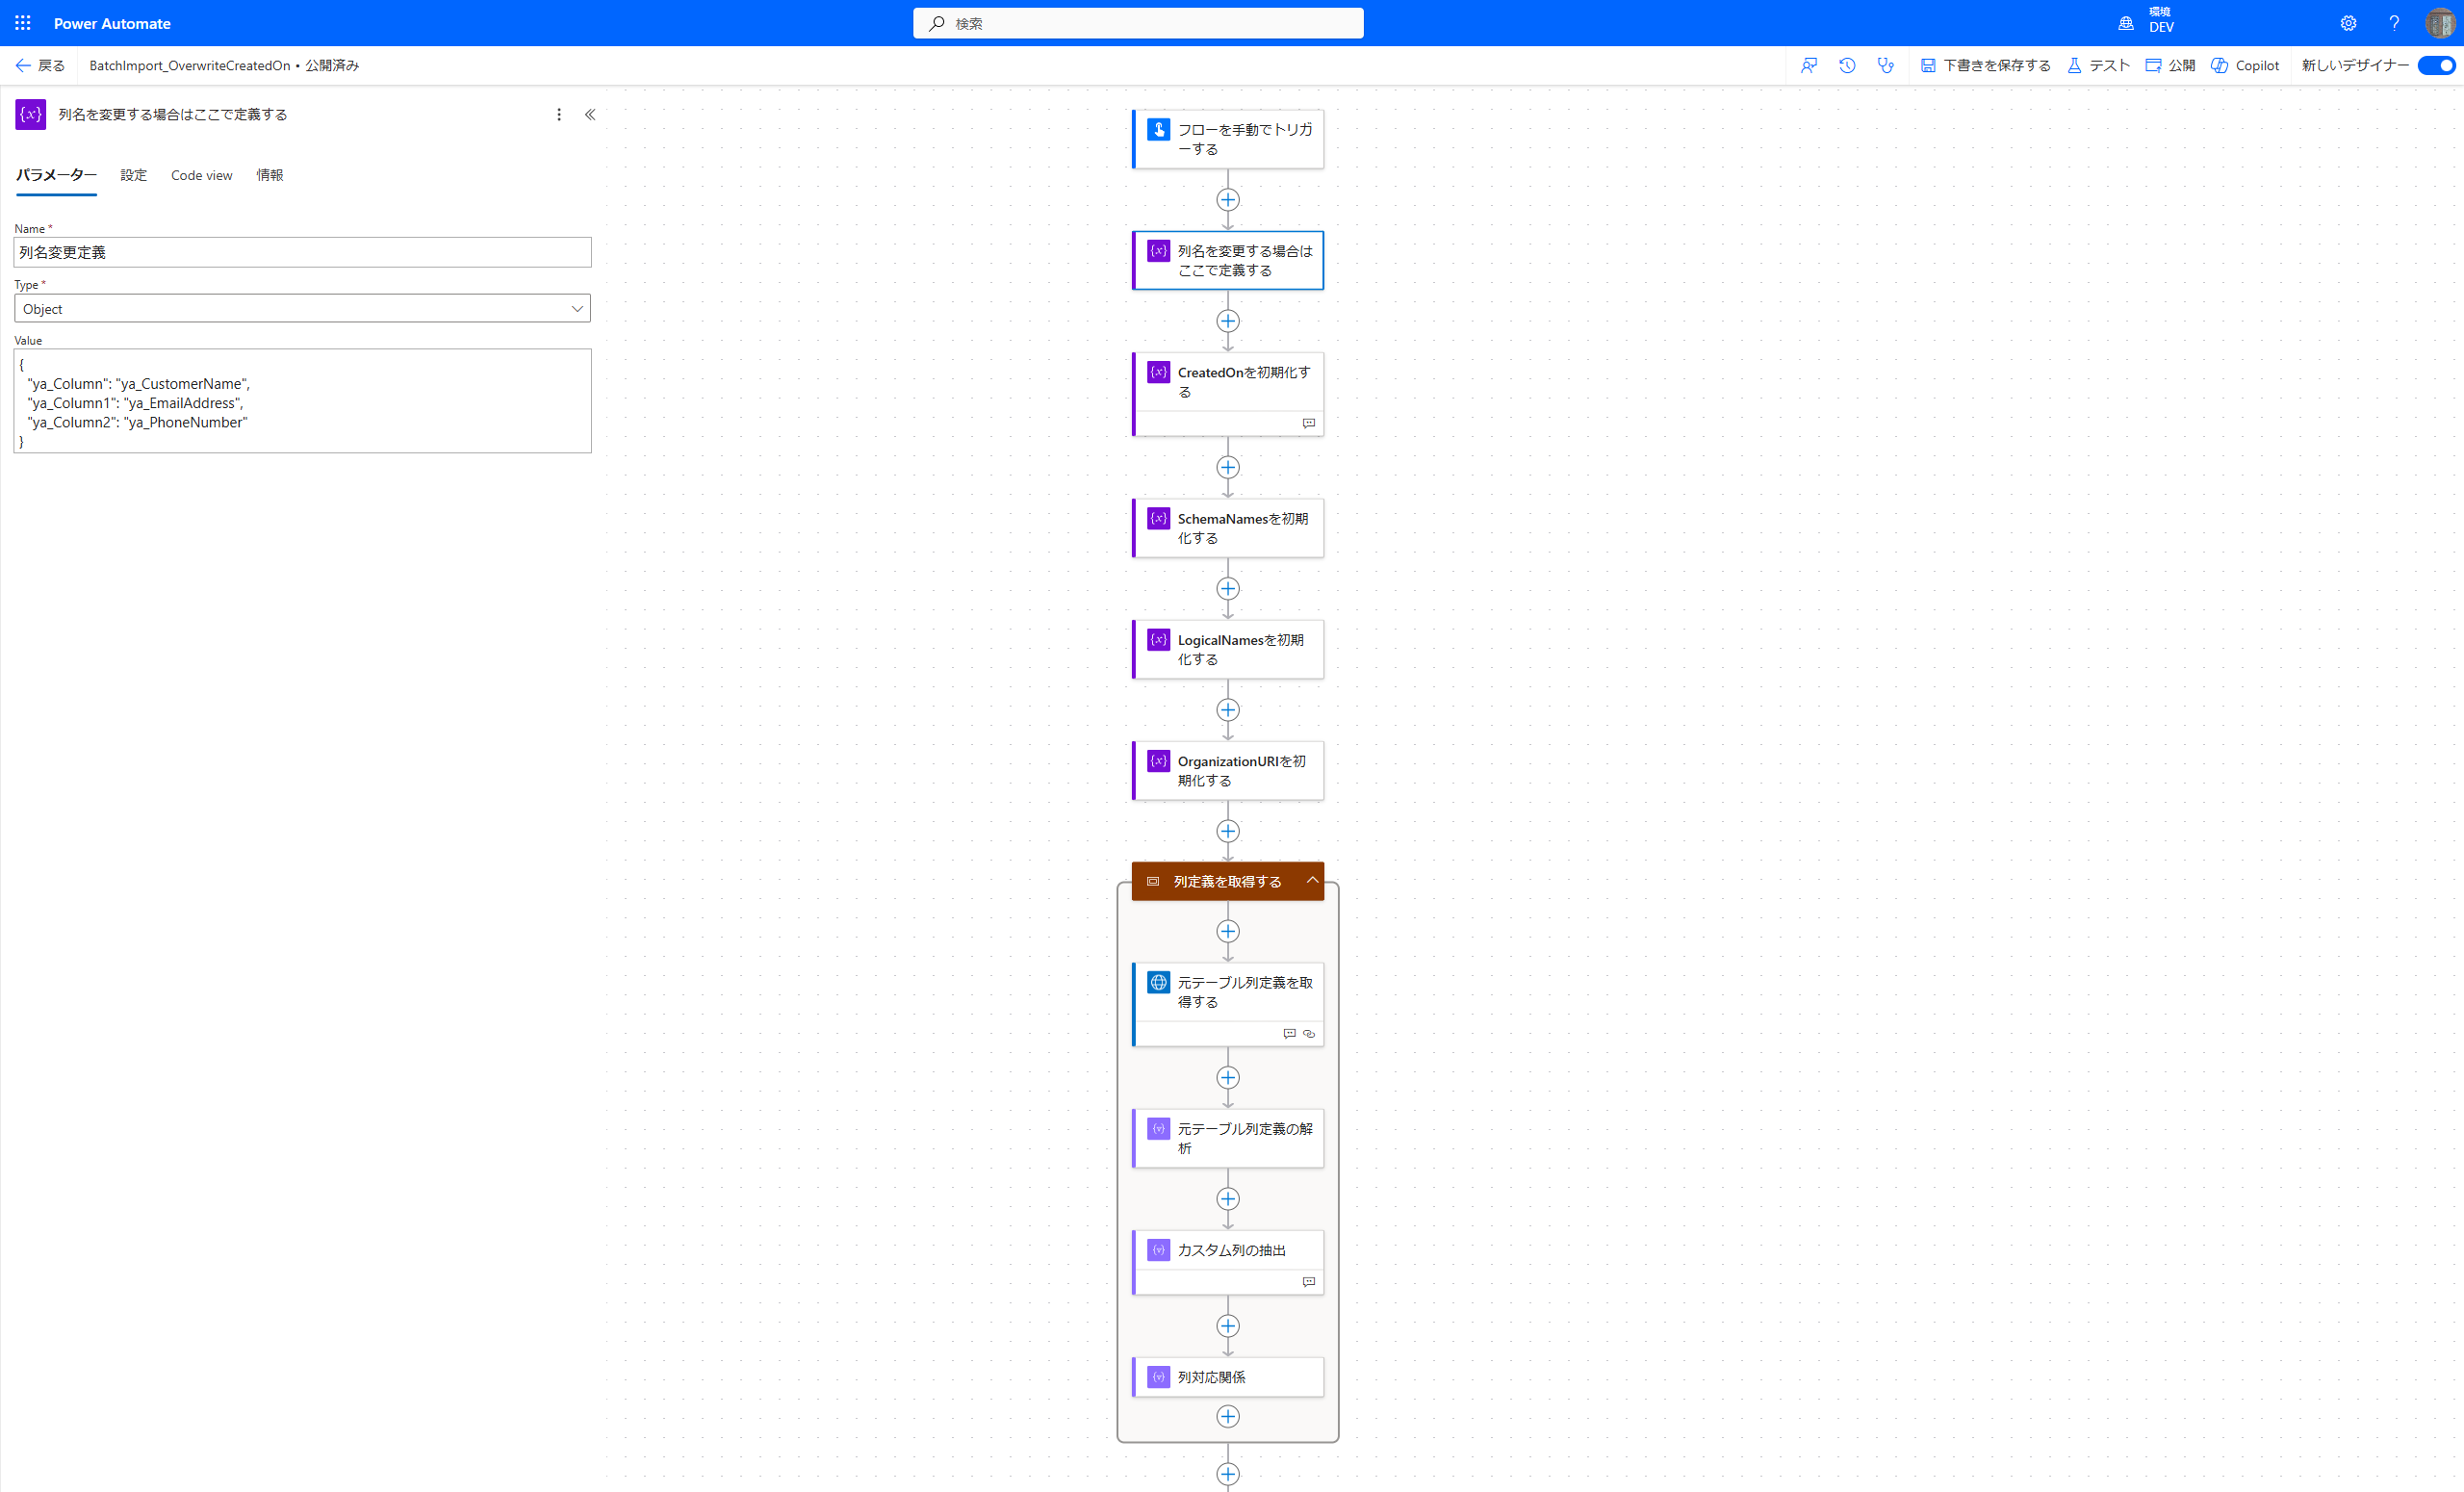 Power Automate
検索
環境
DEV
戻る
BatchImport_OverwriteCreatedOn • 公開済み
下書きを保存する
テスト
公開
Copilot
新しいデザイナー
{x} 列名を変更する場合はここで定義する
パラメーター
設定
Code view
情報
Name *
列名変更定義
Type *
Object
Value
{
"ya_Column": "ya_CustomerName",
"ya_Column1": "ya_EmailAddress",
"ya_Column2": "ya_PhoneNumber"
}
フローを手動でトリガ
ーする
{x} 列名を変更する場合は
ここで定義する
{x} CreatedOnを初期化す
る
{x} SchemaNamesを初期
化する
{x} LogicalNamesを初期
化する
{x} OrganizationURIを初
期化する
列定義を取得する
元テーブル列定義を取
得する
元テーブル列定義の解
析
カスタム列の抽出
列対応関係